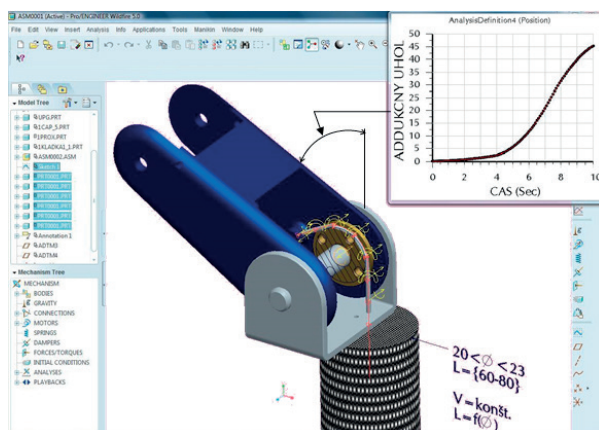 ASM0001 (Active) - Pro/ENGINEER Wildfire 5.0
File Edit View Insert Analysis Info Applications Tools Manikin Window Help
Model Tree
UPG.PRT
1CAP_5.PRT
1PROX.PRT
1KLADKA1_1.PRT
ASM0002.ASM
Sketch 1
Annotation 1
ADTM3
ADTM4
Mechanism Tree
MECHANISM
BODIES
GRAVITY
CONNECTIONS
MOTORS
SPRINGS
DAMPERS
FORCES/TORQUES
INITIAL CONDITIONS
ANALYSES
PLAYBACKS
AnalysisDefinition4 (Position)
ADDUKCNY UHOL
50
45
40
35
30
25
20
15
10
5
0
0 2 4 6 8 10
CAS (Sec)
20 < Ø < 23
L= {60-80}
V= konšt.
L= f(Ø)